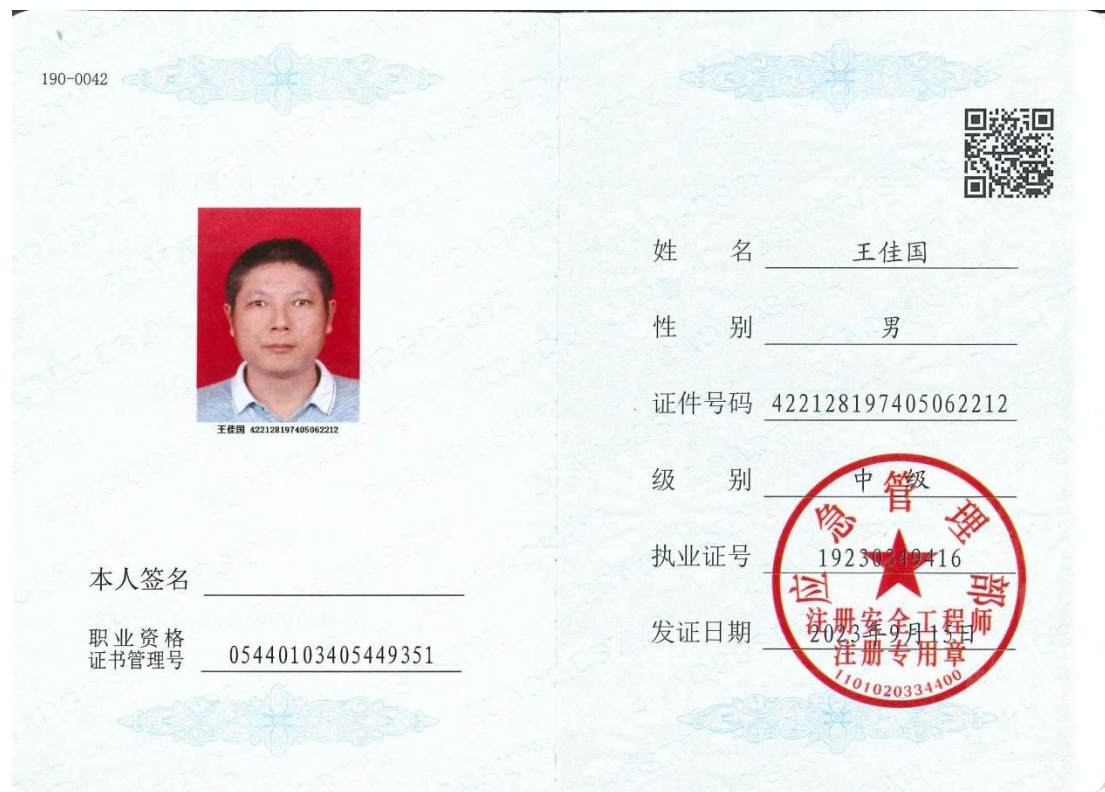 190-0042
王佳国 422128197405062212
本人签名
职业资格
证书管理号 05440103405449351
姓 名 王佳国
性 别 男
证件号码 422128197405062212
级 别 中 级
执业证号 19230349416
发证日期 2023年9月15日
应急管理部
注册安全工程师
注册专用章
1101020334400